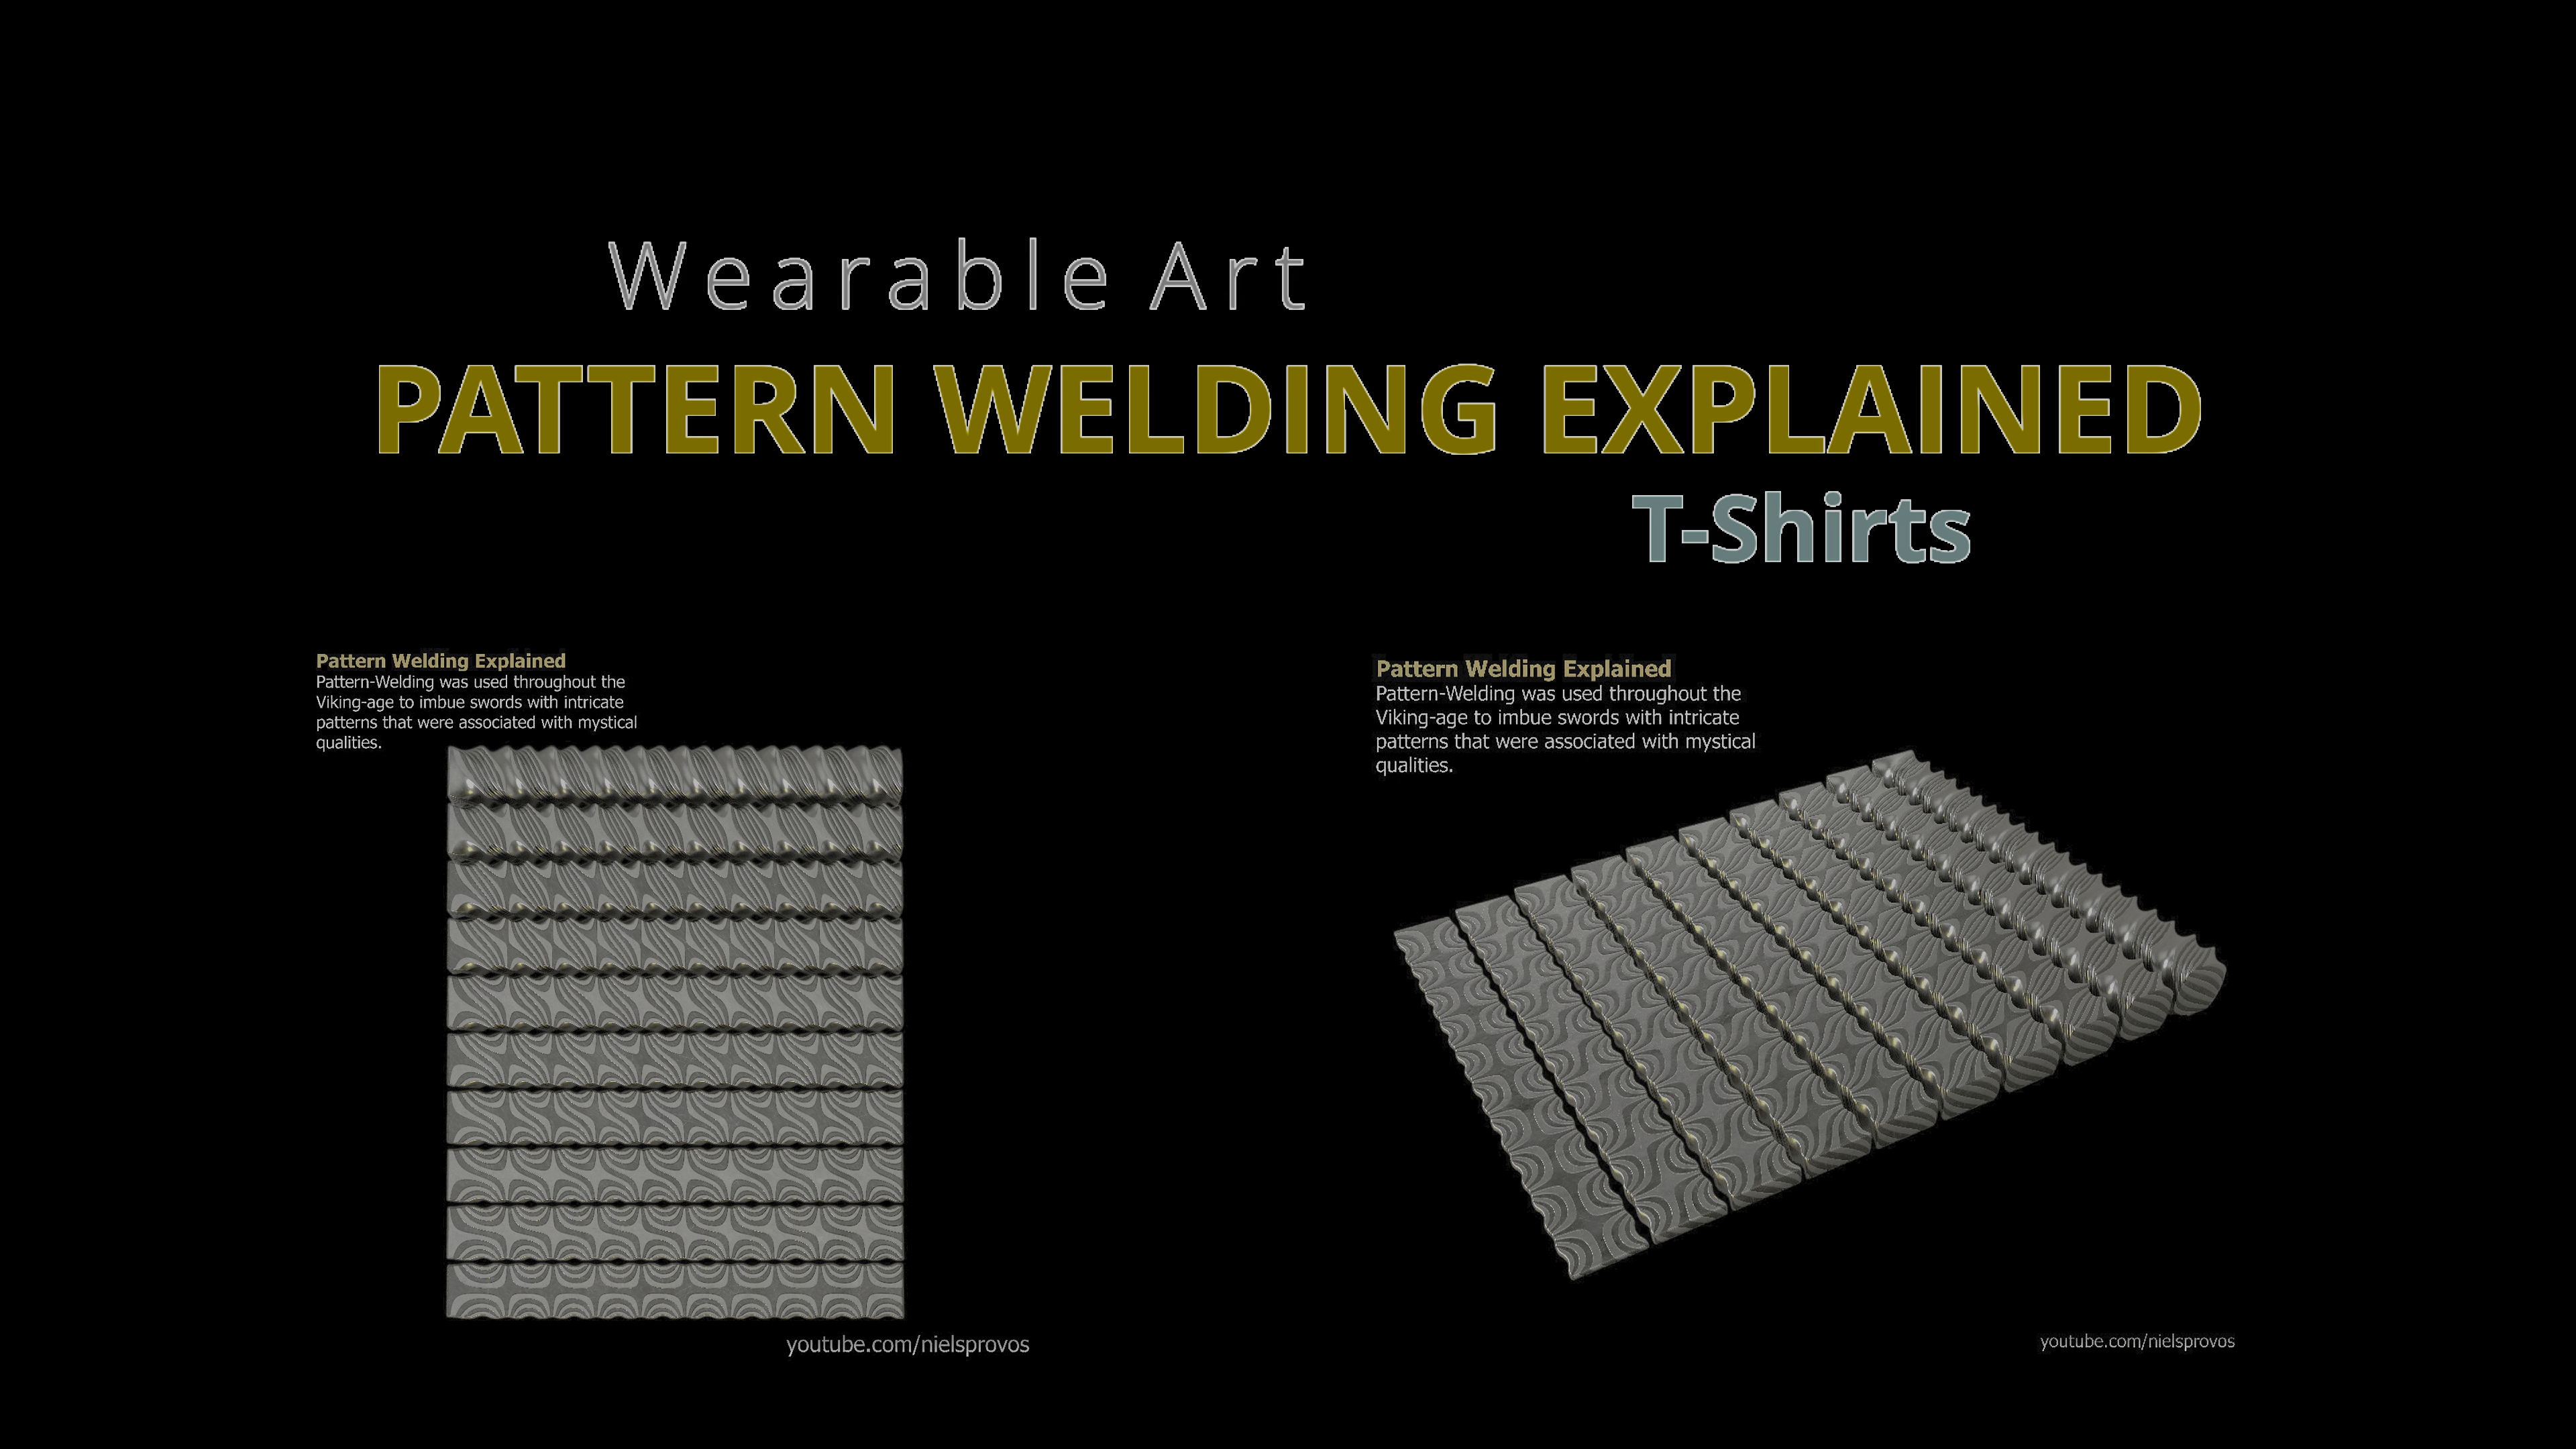 Wearable Art
PATTERN WELDING EXPLAINED
T-Shirts
Pattern Welding Explained
Pattern-Welding was used throughout the
Viking-age to imbue swords with intricate
patterns that were associated with mystical
qualities.
youtube.com/nielsprovos
Pattern Welding Explained
Pattern-Welding was used throughout the
Viking-age to imbue swords with intricate
patterns that were associated with mystical
qualities.
youtube.com/nielsprovos